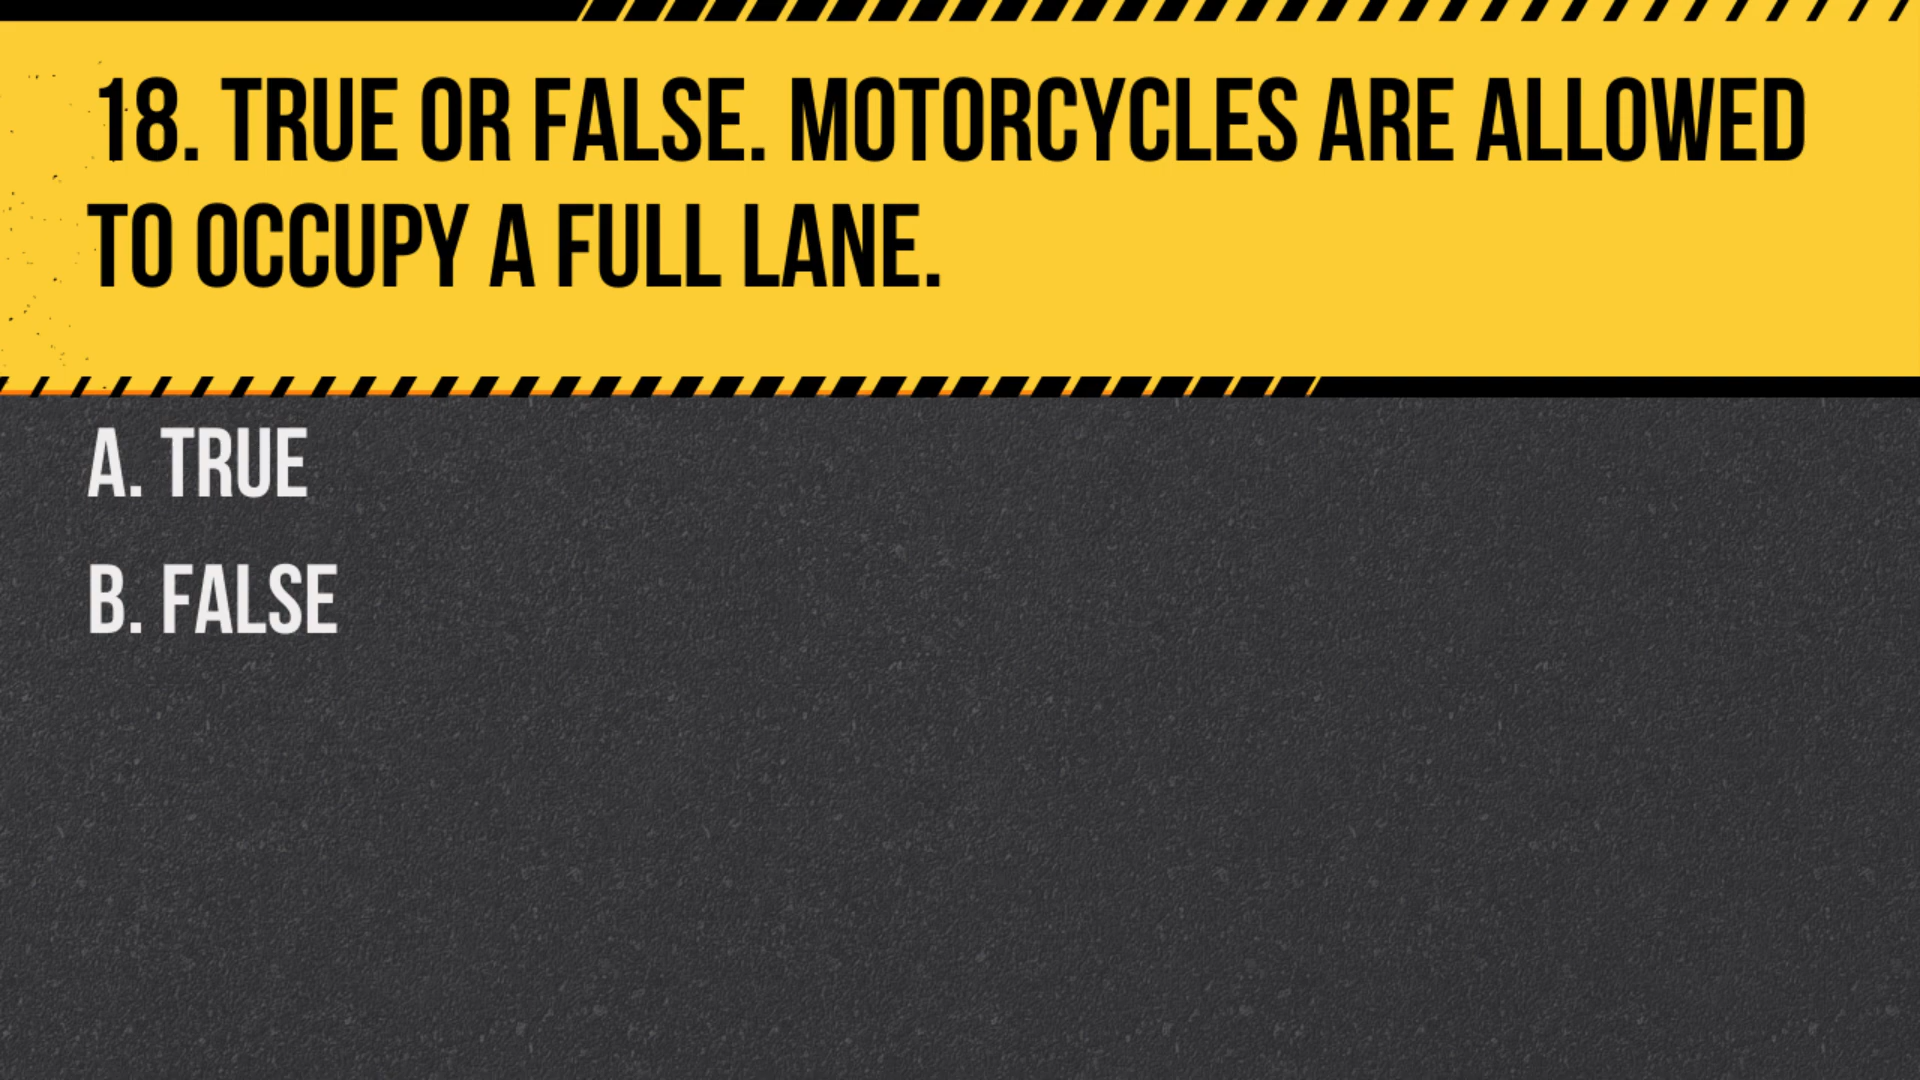 18. TRUE OR FALSE. MOTORCYCLES ARE ALLOWED
TO OCCUPY A FULL LANE.
A. TRUE
B. FALSE